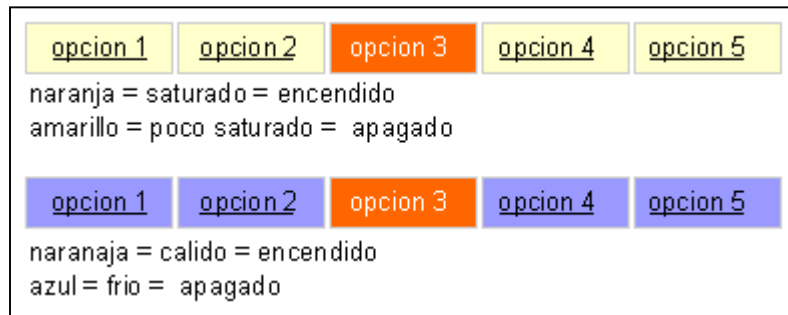 opcion 1 opcion 2 opcion 3 opcion 4 opcion 5
naranja = saturado = encendido
amarillo = poco saturado = apagado
opcion 1 opcion 2 opcion 3 opcion 4 opcion 5
naranaja = calido = encendido
azul = frio = apagado